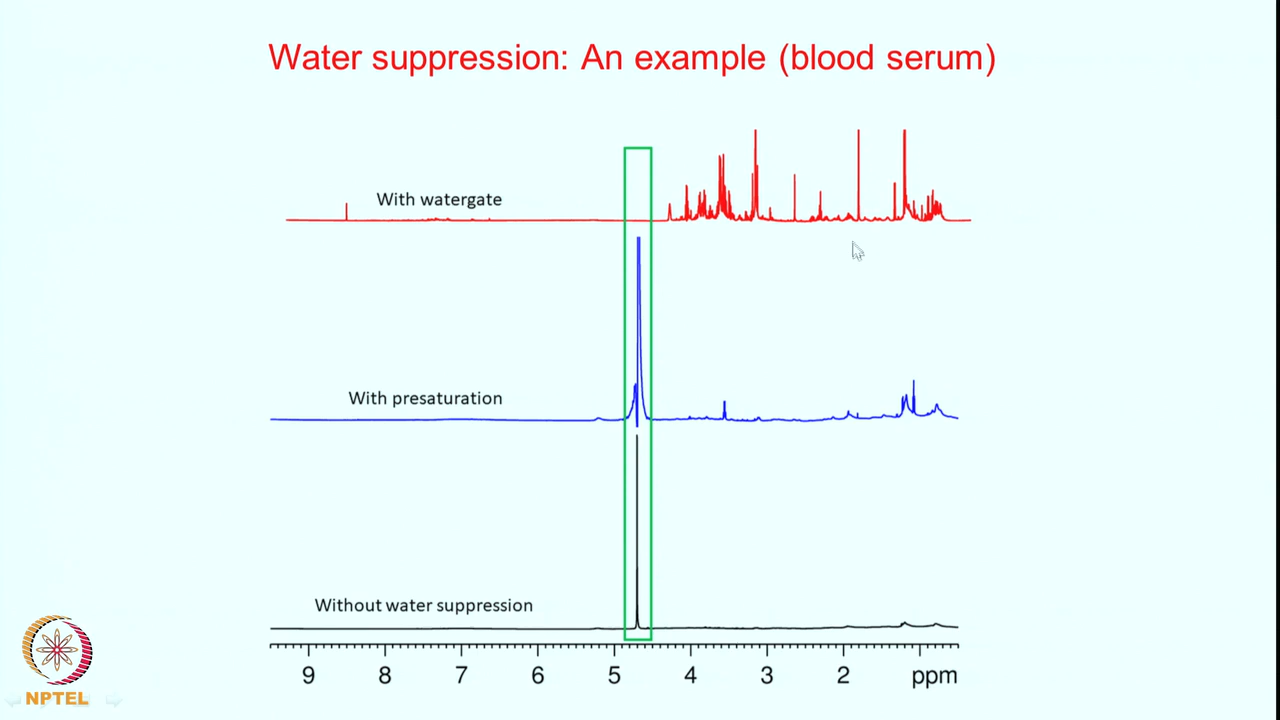 Water suppression: An example (blood serum)
With watergate
With presaturation
Without water suppression
9 8 7 6 5 4 3 2 ppm
NPTEL